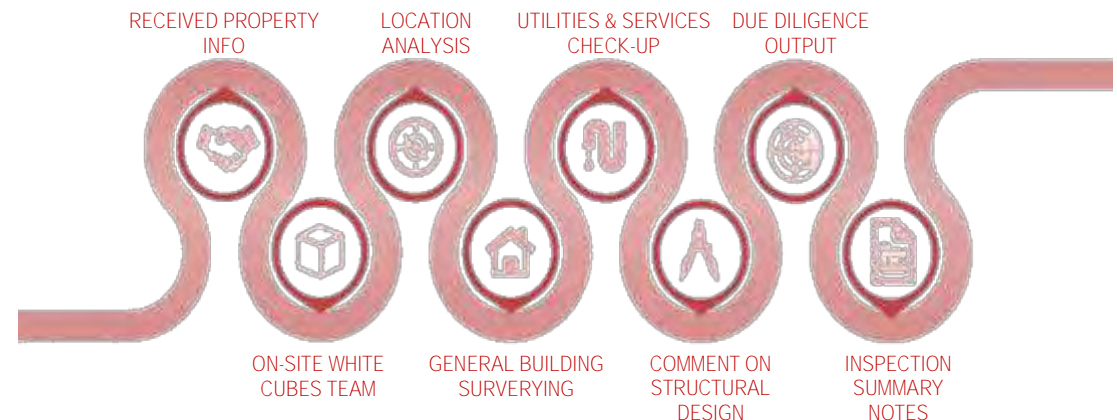 RECEIVED PROPERTY
INFO
LOCATION
ANALYSIS
UTILITIES & SERVICES
CHECK-UP
DUE DILIGENCE
OUTPUT
ON-SITE WHITE
CUBES TEAM
GENERAL BUILDING
SURVERYING
COMMENT ON
STRUCTURAL
DESIGN
INSPECTION
SUMMARY
NOTES